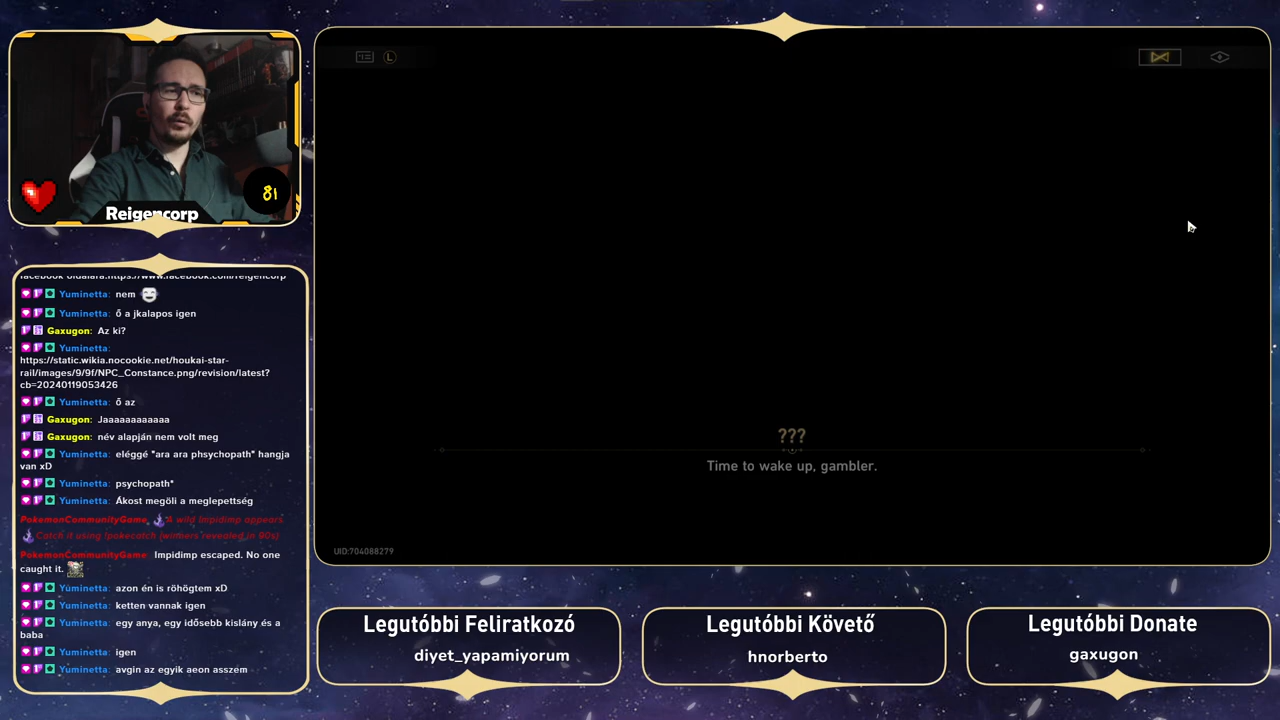 81
Reigencorp
facebook oldalára:https://www.facebook.com/reigencorp
Yuminetta: nem
Yuminetta: ő a jkalapos igen
Gaxugon: Az ki?
Yuminetta:
https://static.wikia.nocookie.net/houkai-star-
rail/images/9/9f/NPC_Constance.png/revision/latest?
cb=20240119053426
Yuminetta: ő az
Gaxugon: Jaaaaaaaaaaaa
Gaxugon: név alapján nem volt meg
Yuminetta: eléggé "ara ara phsychopath" hangja
van xD
Yuminetta: psychopath*
Yuminetta: Ákost megöli a meglepettség
PokemonCommunityGame: A wild Impidimp appears
Catch it using !pokecatch (winners revealed in 90s)
PokemonCommunityGame: Impidimp escaped. No one
caught it.
Yuminetta: azon én is röhögtem xD
Yuminetta: ketten vannak igen
Yuminetta: egy anya, egy idősebb kislány és a
baba
Yuminetta: igen
Yuminetta: avgin az egyik aeon asszem
L
???
Time to wake up, gambler.
UID:704088279
Legutóbbi Feliratkozó
diyet_yapamiyorum
Legutóbbi Követő
hnorberto
Legutóbbi Donate
gaxugon